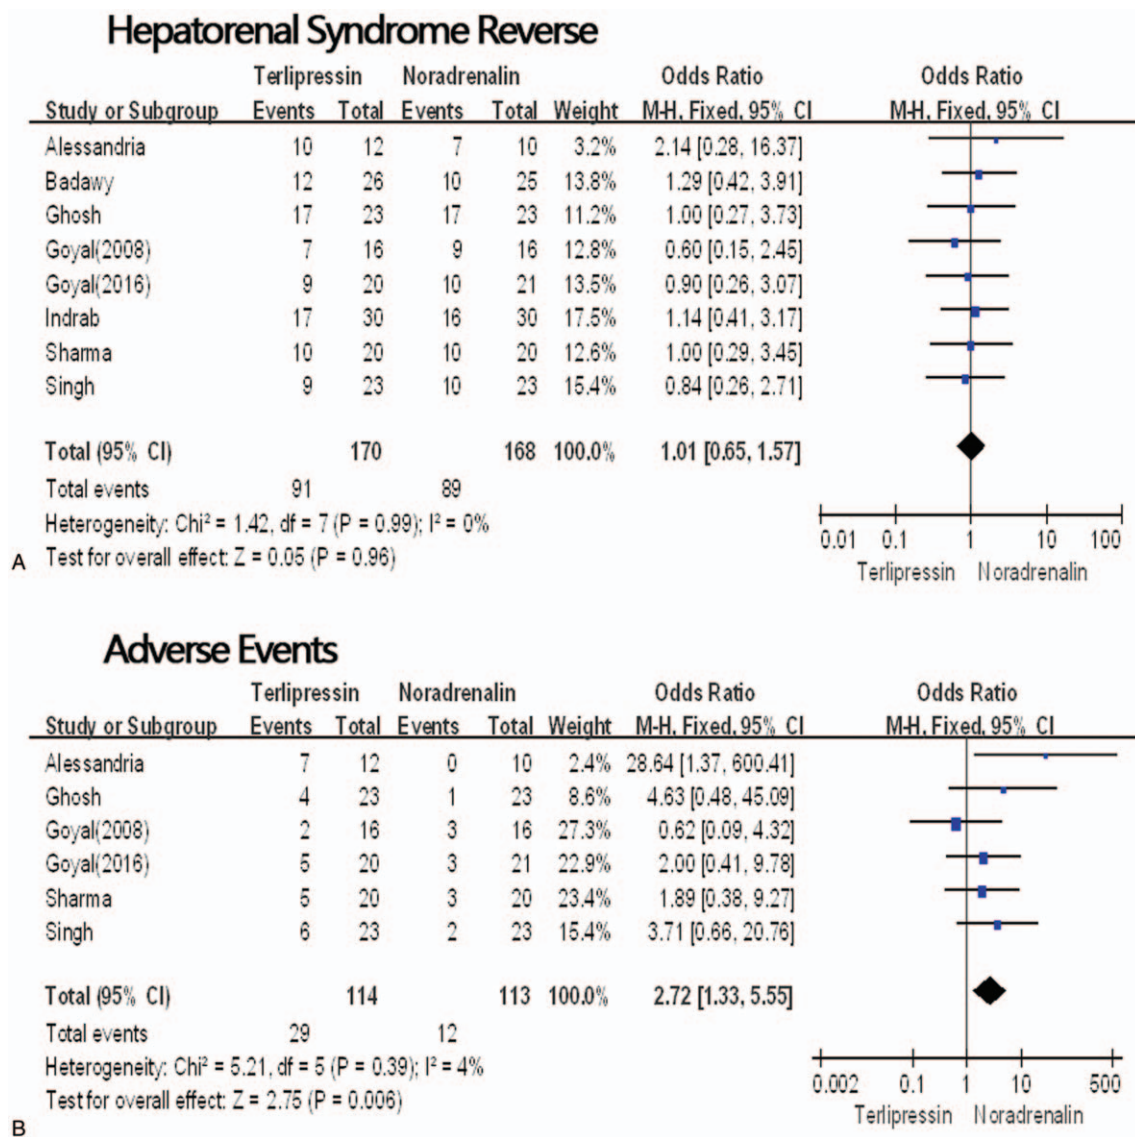 Hepatorenal Syndrome Reverse
Terlipressin Noradrenalin Odds Ratio Odds Ratio
Study or Subgroup Events Total Events Total Weight M-H, Fixed, 95% CI M-H, Fixed, 95% CI
Alessandria 10 12 7 10 3.2% 2.14 [0.28, 16.37]
Badawy 12 26 10 25 13.8% 1.29 [0.42, 3.91]
Ghosh 17 23 17 23 11.2% 1.00 [0.27, 3.73]
Goyal(2008) 7 16 9 16 12.8% 0.60 [0.15, 2.45]
Goyal(2016) 9 20 10 21 13.5% 0.90 [0.26, 3.07]
Indrab 17 30 16 30 17.5% 1.14 [0.41, 3.17]
Sharma 10 20 10 20 12.6% 1.00 [0.29, 3.45]
Singh 9 23 10 23 15.4% 0.84 [0.26, 2.71]
Total (95% CI) 170 168 100.0% 1.01 [0.65, 1.57]
Total events 91 89
Heterogeneity: Chi² = 1.42, df = 7 (P = 0.99); I² = 0%
Test for overall effect: Z = 0.05 (P = 0.96)
0.01 0.1 1 10 100
Terlipressin Noradrenalin
A
Adverse Events
Terlipressin Noradrenalin Odds Ratio Odds Ratio
Study or Subgroup Events Total Events Total Weight M-H, Fixed, 95% CI M-H, Fixed, 95% CI
Alessandria 7 12 0 10 2.4% 28.64 [1.37, 600.41]
Ghosh 4 23 1 23 8.6% 4.63 [0.48, 45.09]
Goyal(2008) 2 16 3 16 27.3% 0.62 [0.09, 4.32]
Goyal(2016) 5 20 3 21 22.9% 2.00 [0.41, 9.78]
Sharma 5 20 3 20 23.4% 1.89 [0.38, 9.27]
Singh 6 23 2 23 15.4% 3.71 [0.66, 20.76]
Total (95% CI) 114 113 100.0% 2.72 [1.33, 5.55]
Total events 29 12
Heterogeneity: Chi² = 5.21, df = 5 (P = 0.39); I² = 4%
Test for overall effect: Z = 2.75 (P = 0.006)
0.002 0.1 1 10 500
Terlipressin Noradrenalin
B